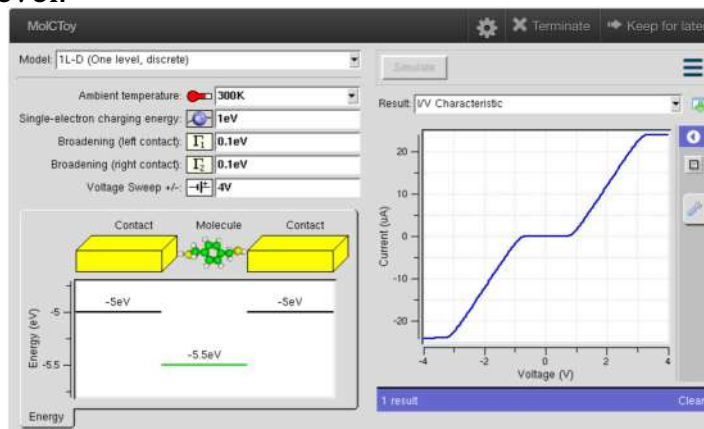 MolCToy
Terminate
Keep for later
Model: 1L-D (One level, discrete)
Ambient temperature: 300K
Single-electron charging energy: 1eV
Broadening (left contact): Γ1 0.1eV
Broadening (right contact): Γ2 0.1eV
Voltage Sweep +/-: 4V
Contact Molecule Contact
-5eV -5eV
-5.5eV
-5
-5.5
Energy (eV)
Energy
Simulate
Result: I/V Characteristic
20
10
0
-10
-20
Current (uA)
-4 -2 0 2 4
Voltage (V)
1 result Clear